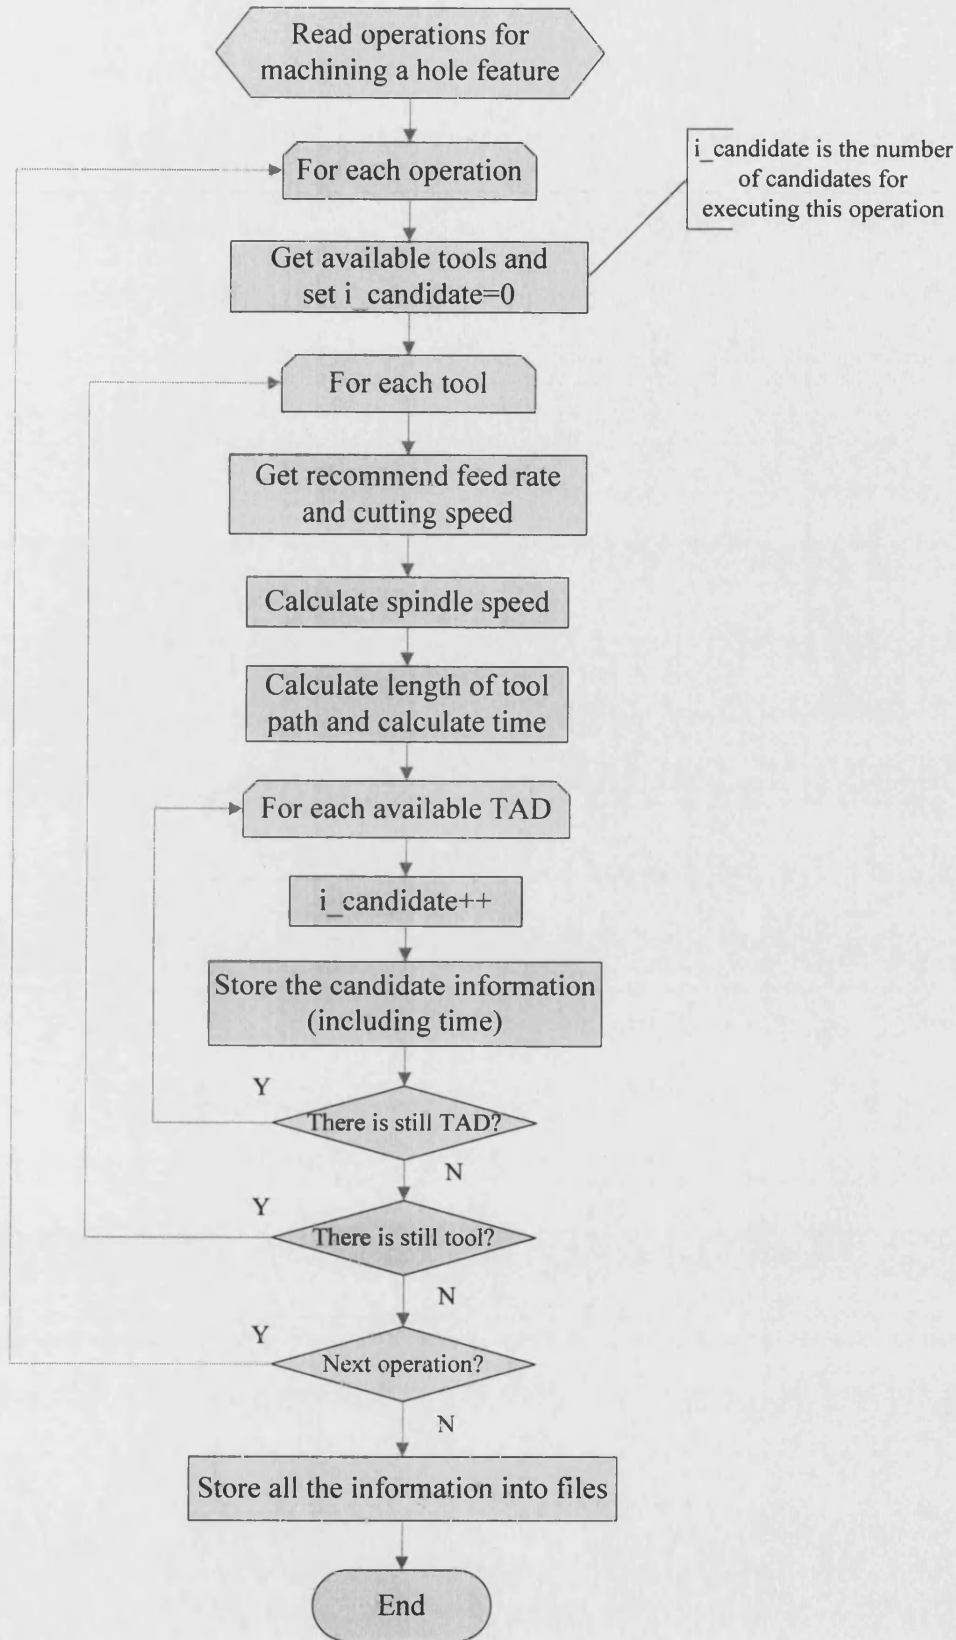 Read operations for
machining a hole feature
For each operation
i_candidate is the number
of candidates for
executing this operation
Get available tools and
set i_candidate=0
For each tool
Get recommend feed rate
and cutting speed
Calculate spindle speed
Calculate length of tool
path and calculate time
For each available TAD
i_candidate++
Store the candidate information
(including time)
Y
There is still TAD?
N
Y
There is still tool?
N
Y
Next operation?
N
Store all the information into files
End